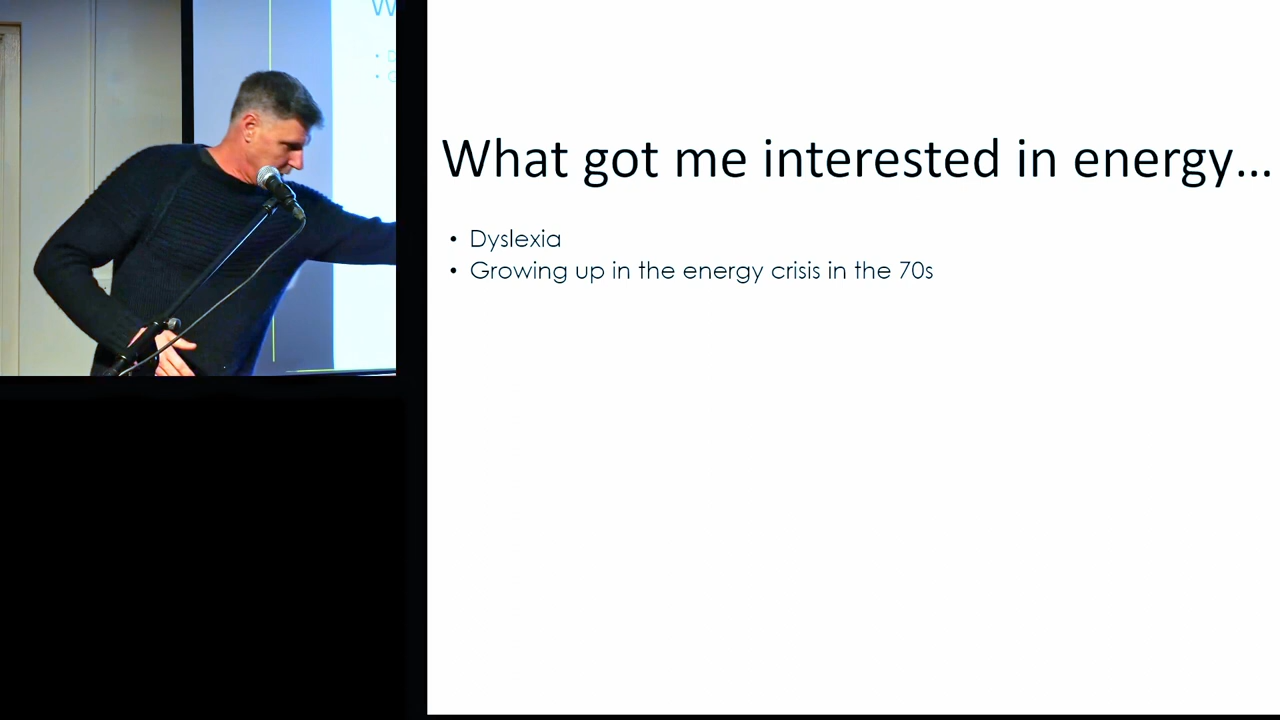 What got me interested in energy…
• Dyslexia
• Growing up in the energy crisis in the 70s